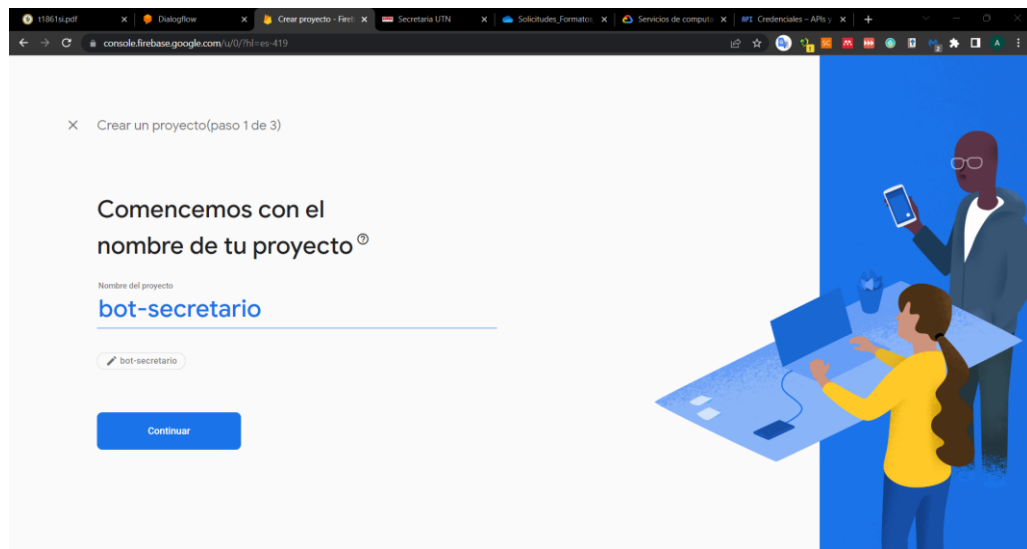 t1861si.pdf
Dialogflow
Crear proyecto - Fireb
Secretaria UTN
Solicitudes_Formatos
Servicios de computa
API Credenciales – APIs y
console.firebase.google.com/u/0/?hl=es-419
Crear un proyecto(paso 1 de 3)
Comencemos con el
nombre de tu proyecto
Nombre del proyecto
bot-secretario
bot-secretario
Continuar